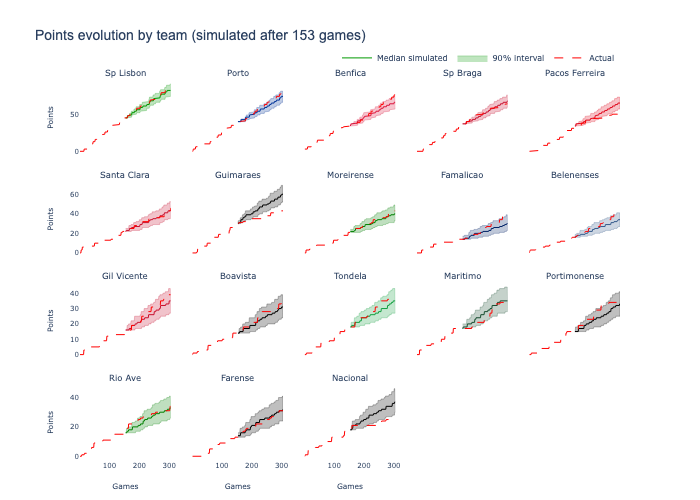 Points evolution by team (simulated after 153 games)
Median simulated 90% interval Actual
Sp Lisbon Porto Benfica Sp Braga Pacos Ferreira
Points
50
0
Santa Clara Guimaraes Moreirense Famalicao Belenenses
Points
60
40
20
0
Gil Vicente Boavista Tondela Maritimo Portimonense
Points
40
30
20
10
0
Rio Ave Farense Nacional
Points
40
20
0
100 200 300 100 200 300 100 200 300
Games Games Games